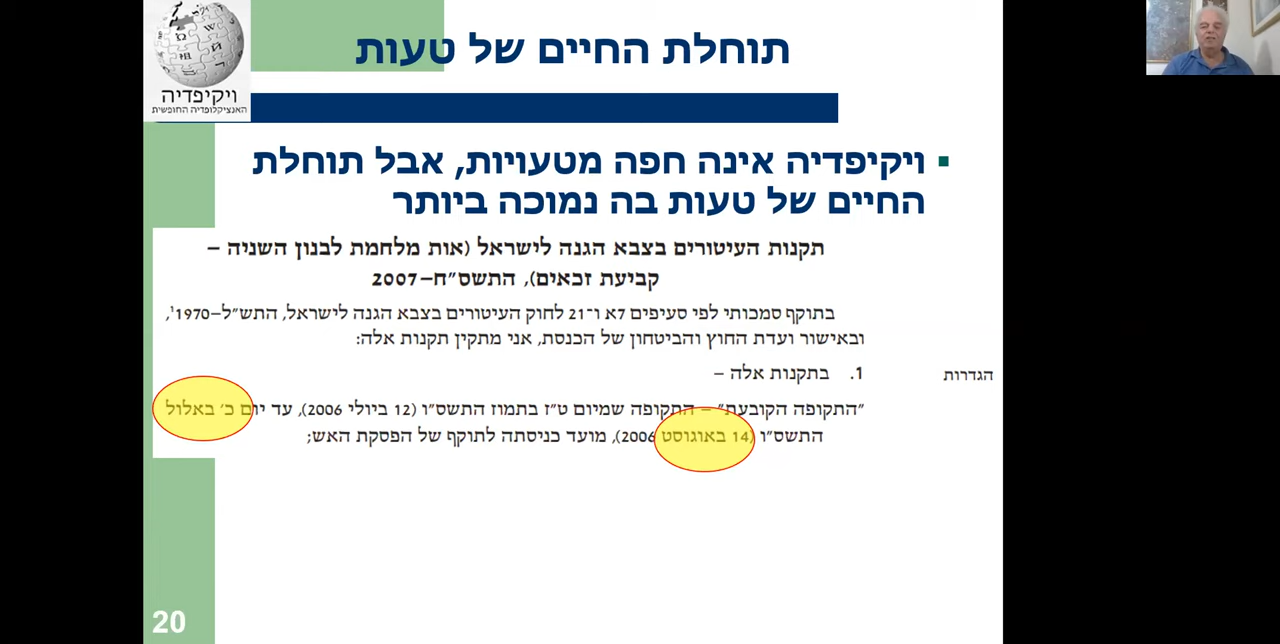 תוחלת החיים של טעות
ויקיפדיה
האנציקלופדיה החופשית
▪ ויקיפדיה אינה חפה מטעויות, אבל תוחלת
החיים של טעות בה נמוכה ביותר
תקנות העיטורים בצבא הגנה לישראל (אות מלחמת לבנון השניה –
קביעת זכאים), התשס"ח–2007
בתוקף סמכותי לפי סעיפים 7א ו־21 לחוק העיטורים בצבא הגנה לישראל, התש"ל–1970¹,
ובאישור ועדת החוץ והביטחון של הכנסת, אני מתקין תקנות אלה:
הגדרות
1. בתקנות אלה –
"התקופה הקובעת" – התקופה שמיום ט"ז בתמוז התשס"ו (12 ביולי 2006), עד יום כ' באלול
התשס"ו (14 באוגוסט 2006), מועד כניסתה לתוקף של הפסקת האש;
20